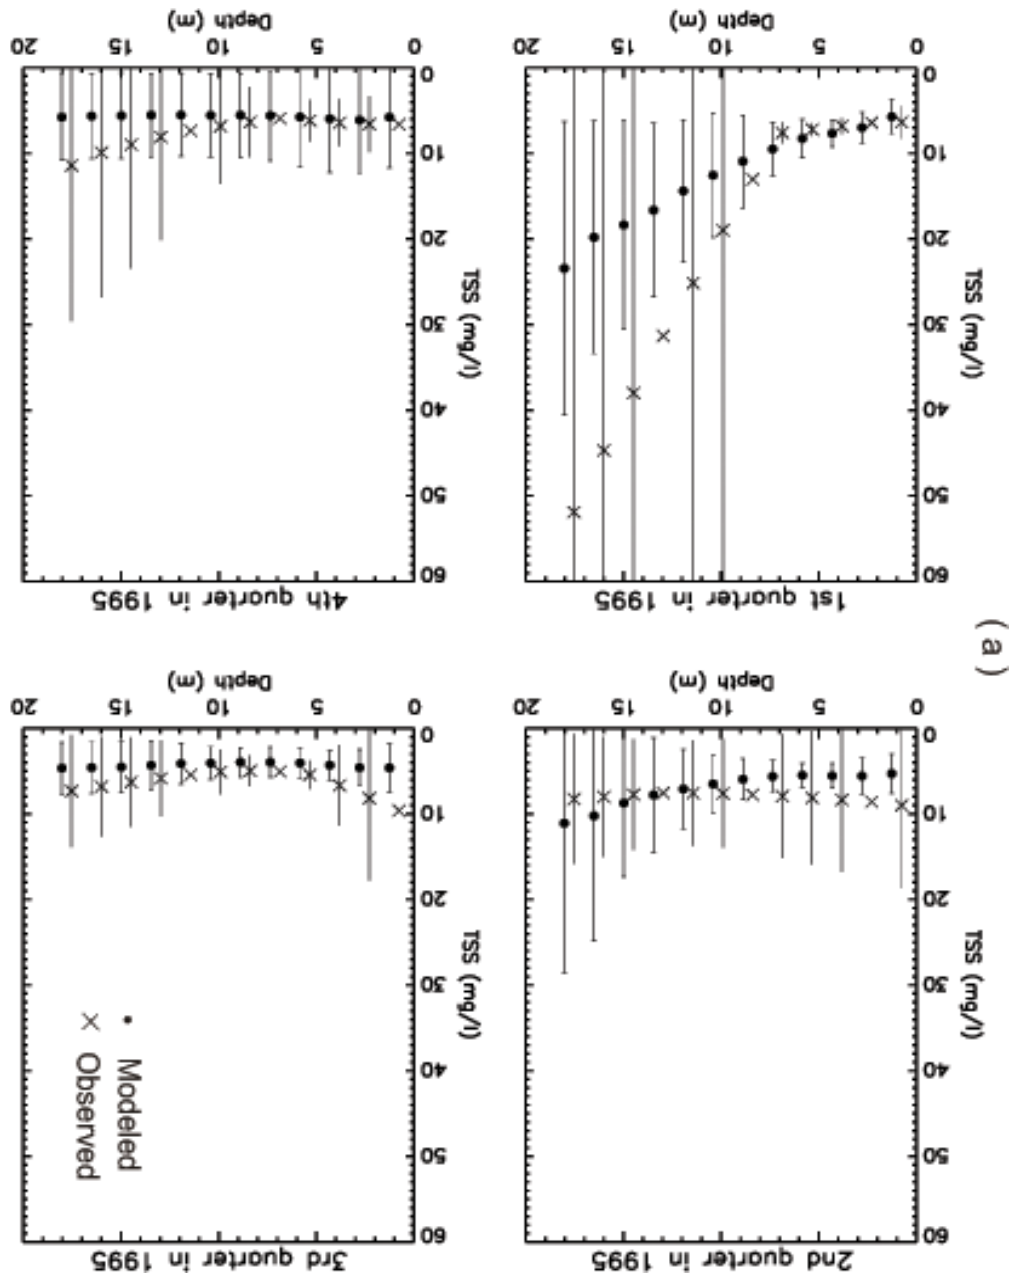 (a)
1st quarter in 1995
TSS (mg/l)
0 10 20 30 40 50 60
Depth (m)
0 5 10 15 20
2nd quarter in 1995
TSS (mg/l)
0 10 20 30 40 50 60
Depth (m)
0 5 10 15 20
4th quarter in 1995
TSS (mg/l)
0 10 20 30 40 50 60
Depth (m)
0 5 10 15 20
3rd quarter in 1995
TSS (mg/l)
0 10 20 30 40 50 60
Depth (m)
0 5 10 15 20
Modeled
Observed